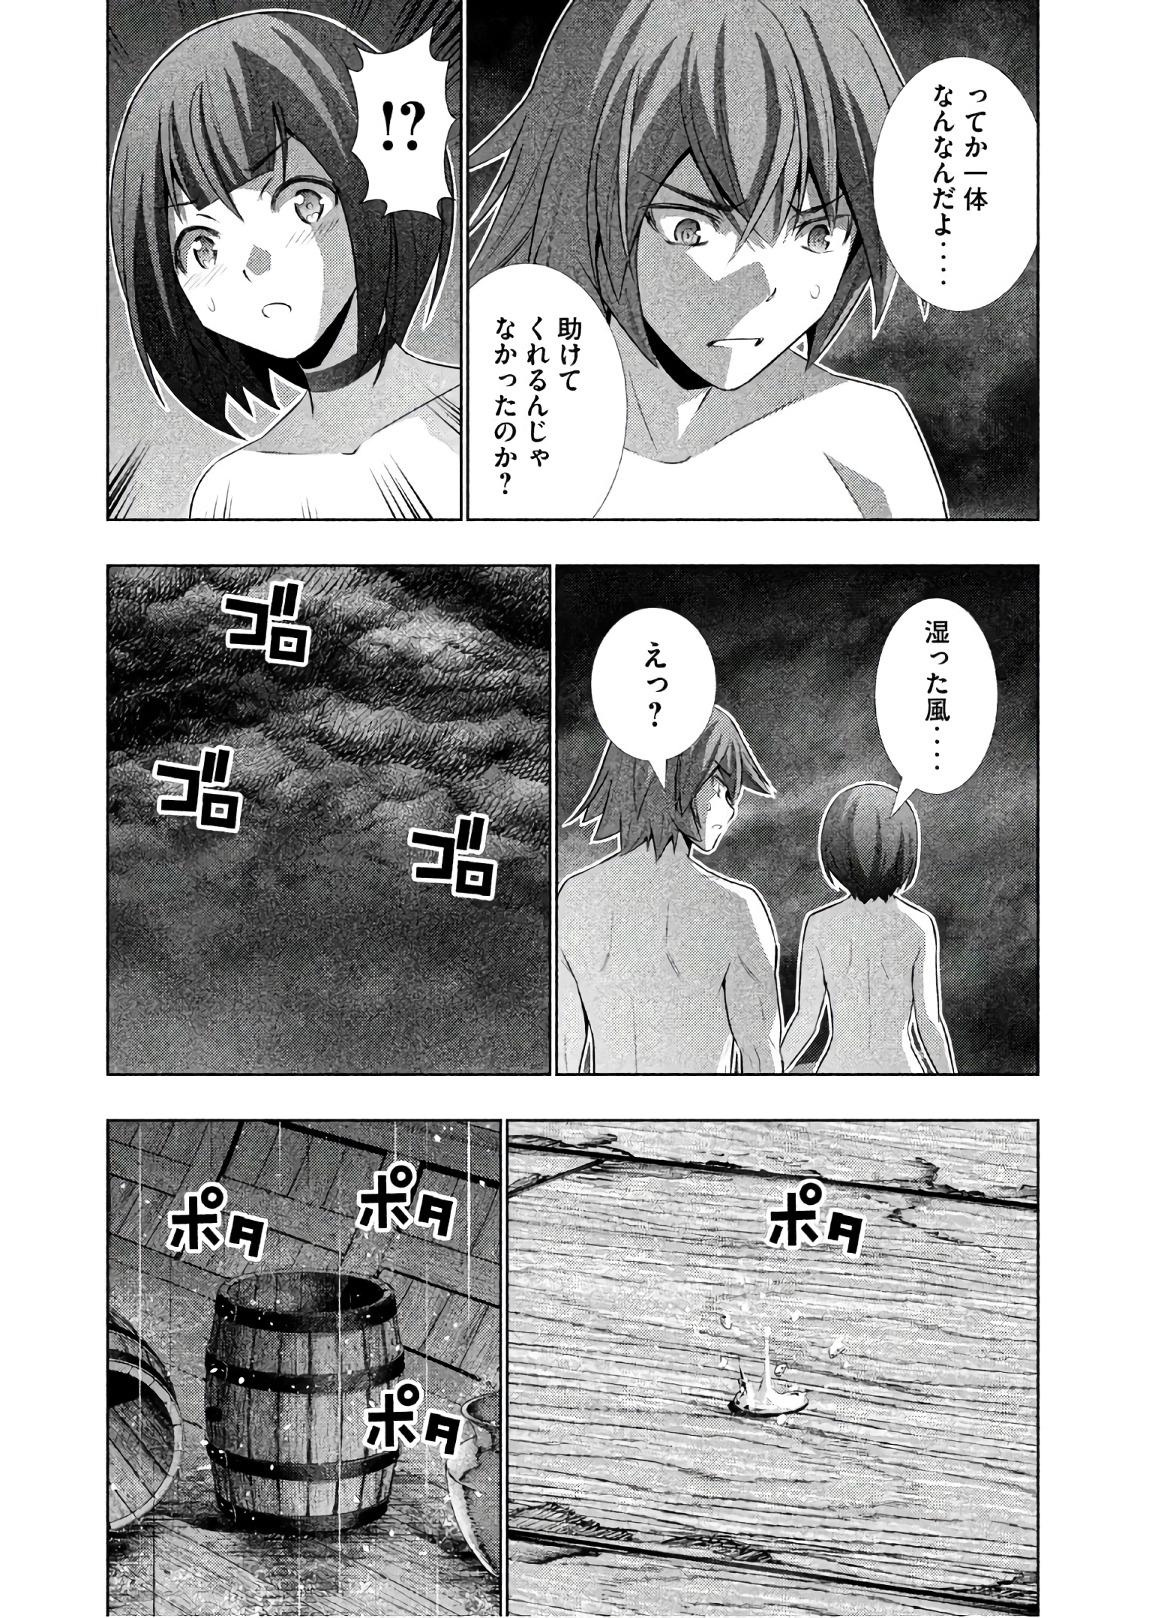 ってか一体
なんなんだよ‥‥
助けて
くれるんじゃ
なかったのか?
!?
湿った風‥‥
えっ?
ゴロ
ゴロ
ゴロ
ポタ
ポタ
ポタ
ポタ